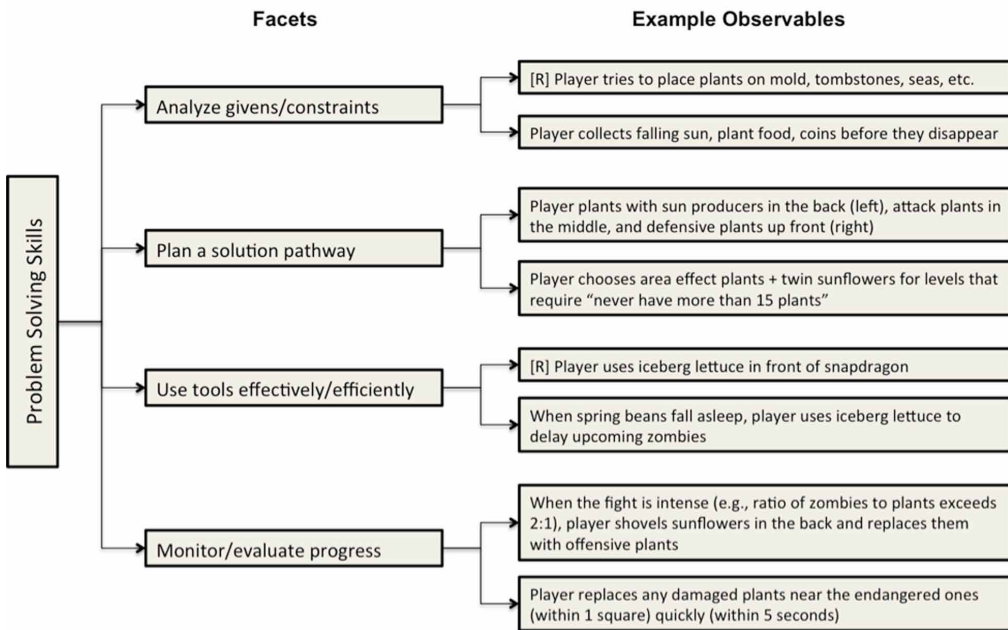 Facets
Example Observables
Problem Solving Skills
Analyze givens/constraints
[R] Player tries to place plants on mold, tombstones, seas, etc.
Player collects falling sun, plant food, coins before they disappear
Plan a solution pathway
Player plants with sun producers in the back (left), attack plants in
the middle, and defensive plants up front (right)
Player chooses area effect plants + twin sunflowers for levels that
require “never have more than 15 plants”
Use tools effectively/efficiently
[R] Player uses iceberg lettuce in front of snapdragon
When spring beans fall asleep, player uses iceberg lettuce to
delay upcoming zombies
Monitor/evaluate progress
When the fight is intense (e.g., ratio of zombies to plants exceeds
2:1), player shovels sunflowers in the back and replaces them
with offensive plants
Player replaces any damaged plants near the endangered ones
(within 1 square) quickly (within 5 seconds)